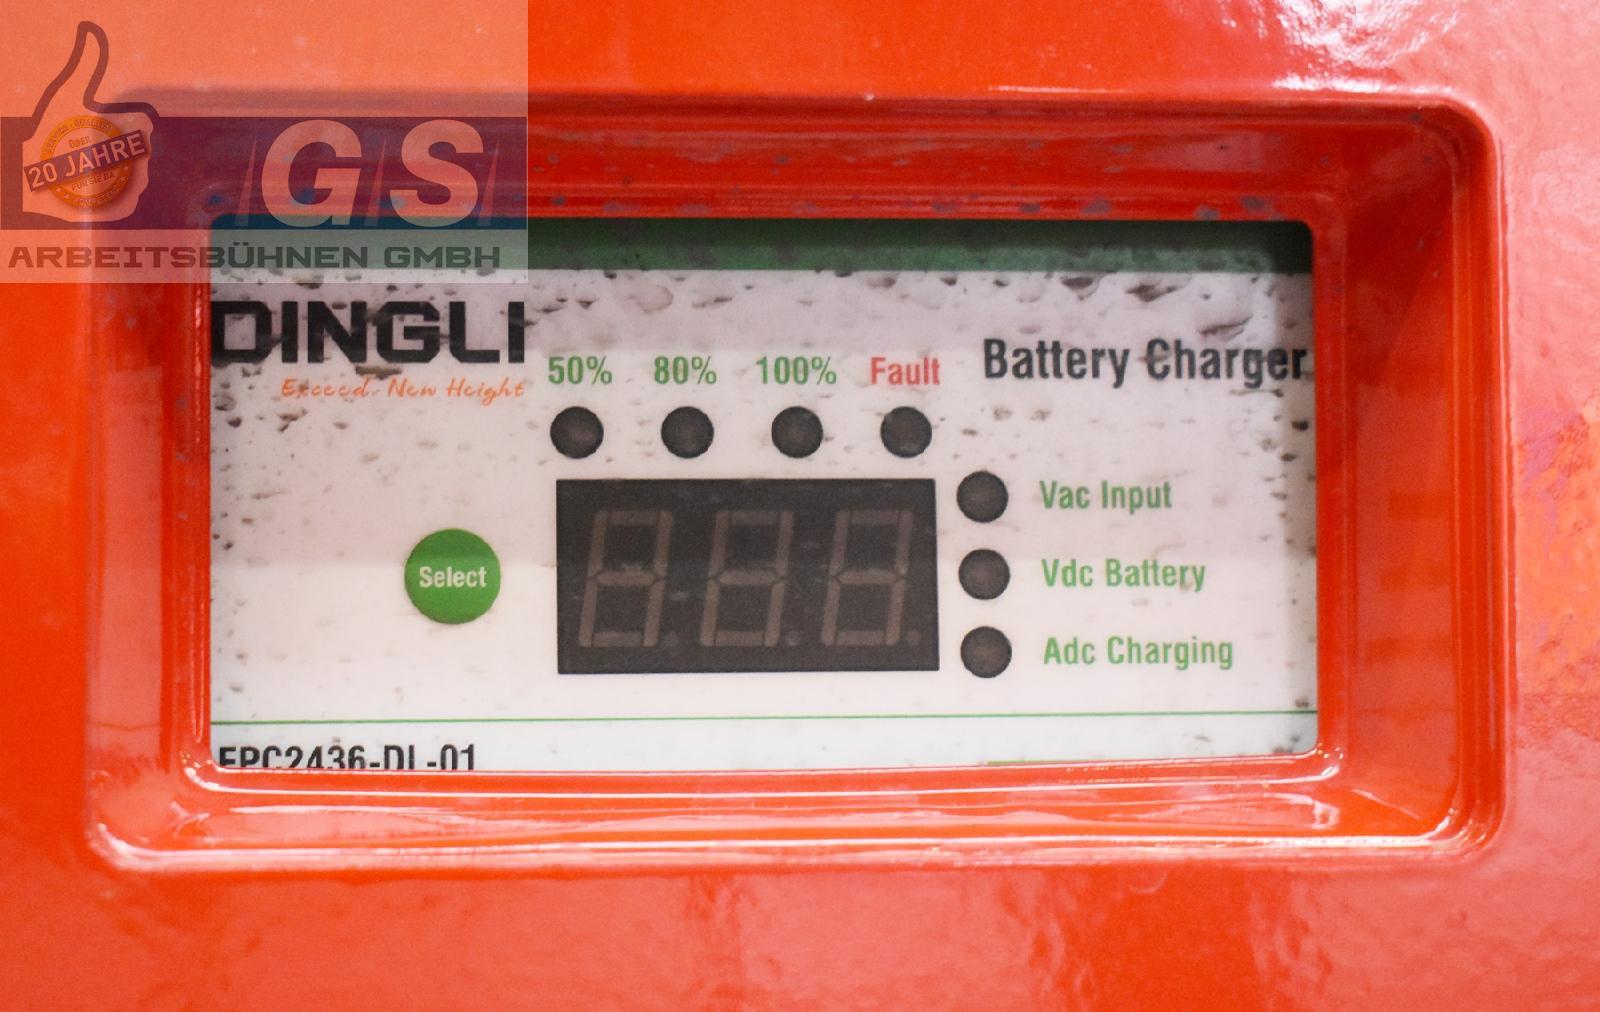 20 JAHRE
GS
ARBEITSBÜHNEN GMBH
DINGLI
Exceed New Height
50% 80% 100% Fault
Battery Charger
Vac Input
Select
Vdc Battery
Adc Charging
EPC2436-DL-01